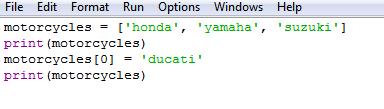 File Edit Format Run Options Windows Help
motorcycles = ['honda', 'yamaha', 'suzuki']
print(motorcycles)
motorcycles[0] = 'ducati'
print(motorcycles)